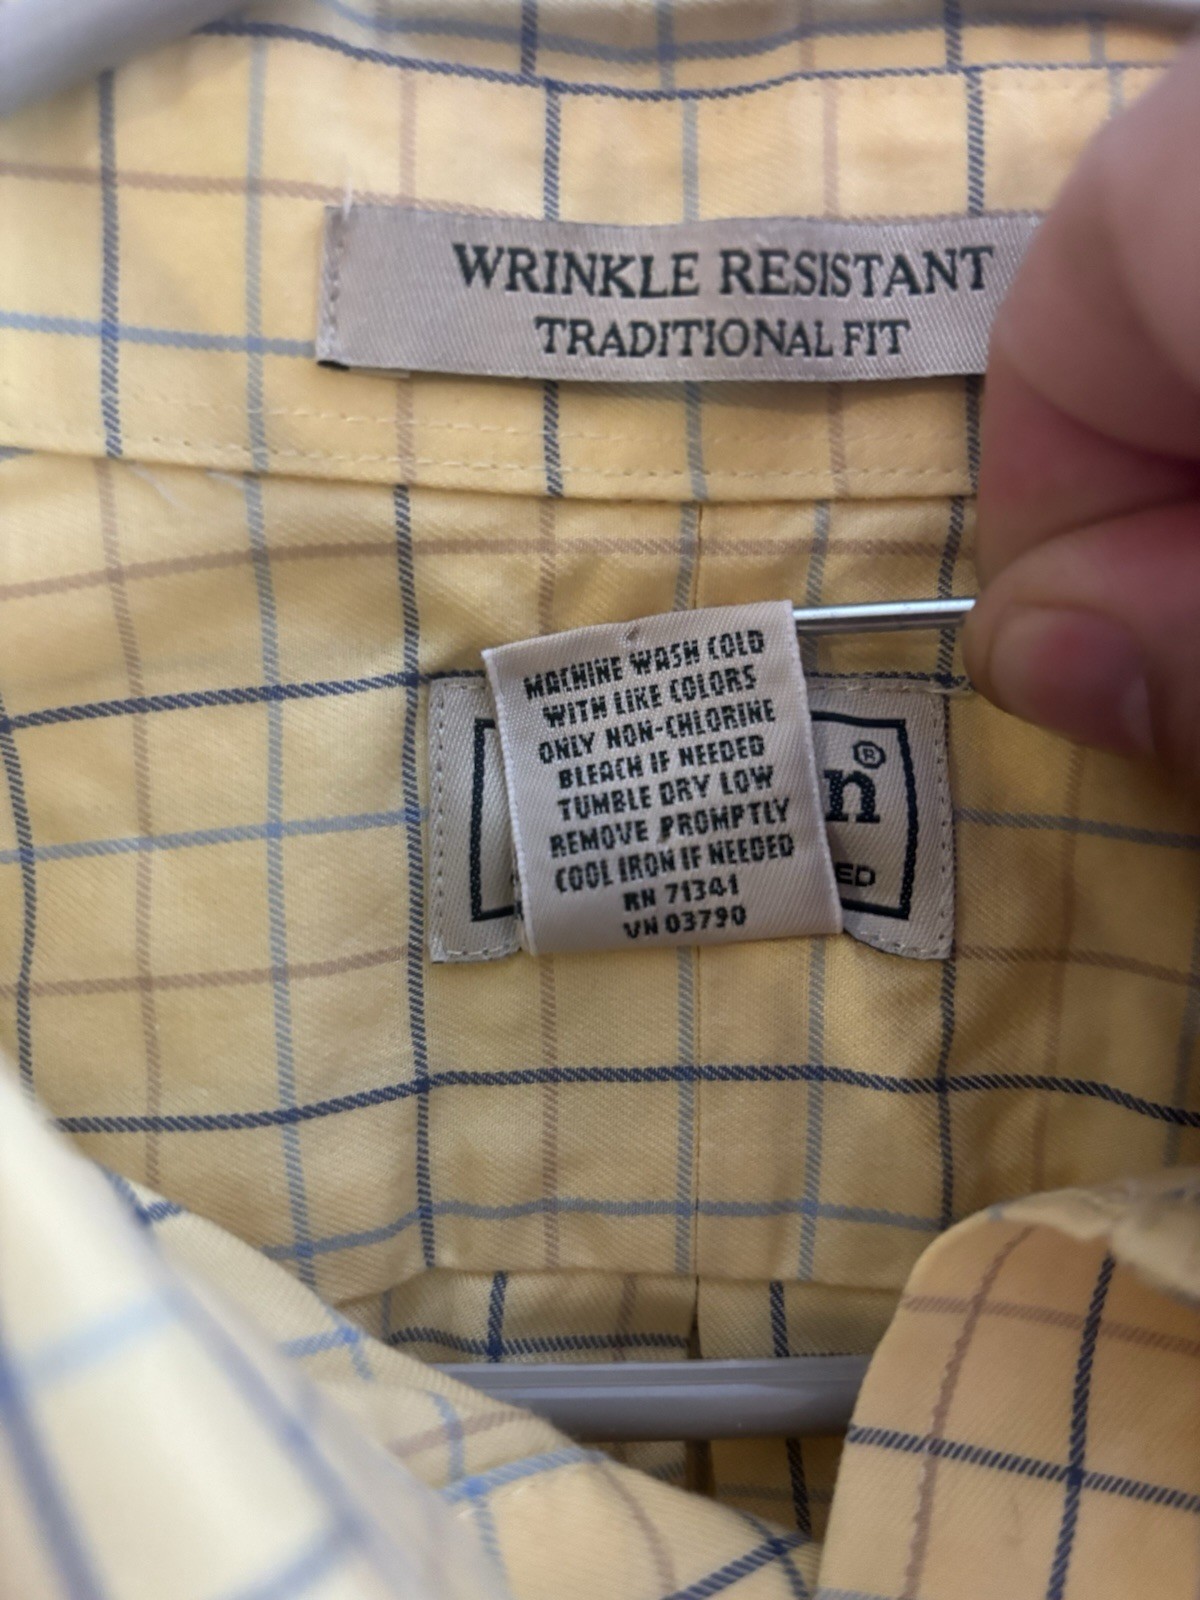 WRINKLE RESISTANT
TRADITIONAL FIT
MACHINE WASH COLD
WITH LIKE COLORS
ONLY NON-CHLORINE
BLEACH IF NEEDED
TUMBLE DRY LOW
REMOVE PROMPTLY
COOL IRON IF NEEDED
RN 71341
VN 03790
n®
ED